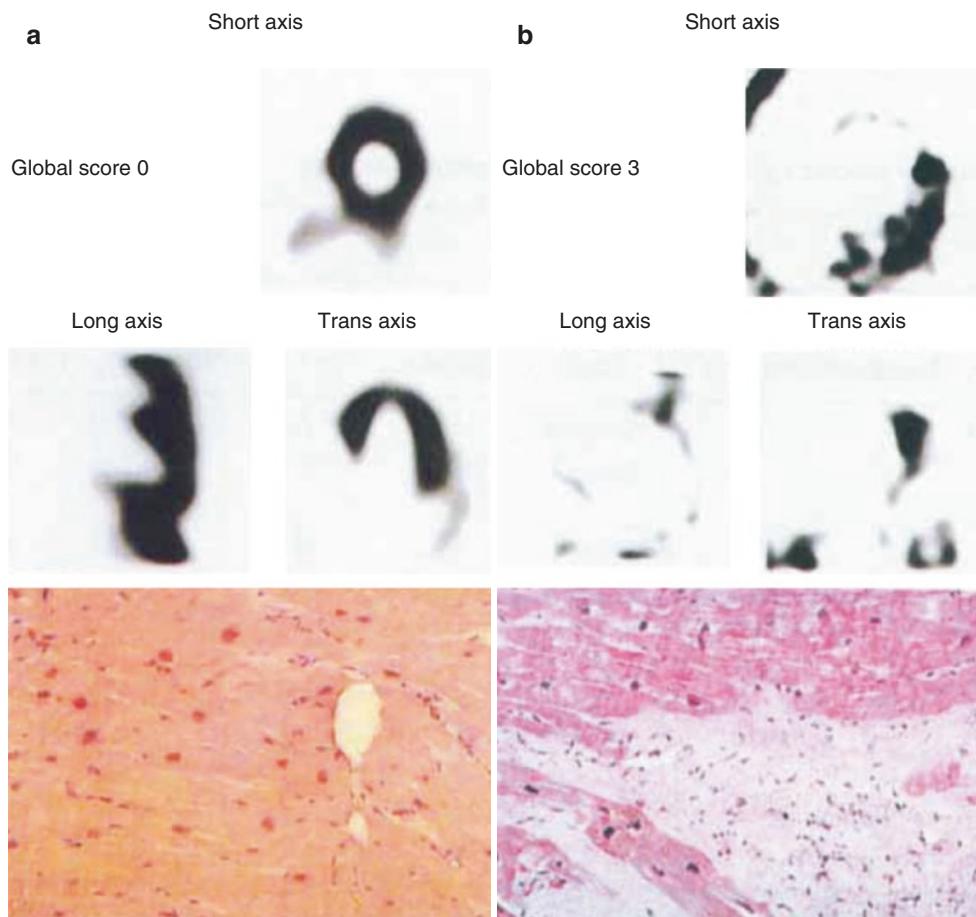 a
Short axis
b
Short axis
Global score 0
Global score 3
Long axis
Trans axis
Long axis
Trans axis